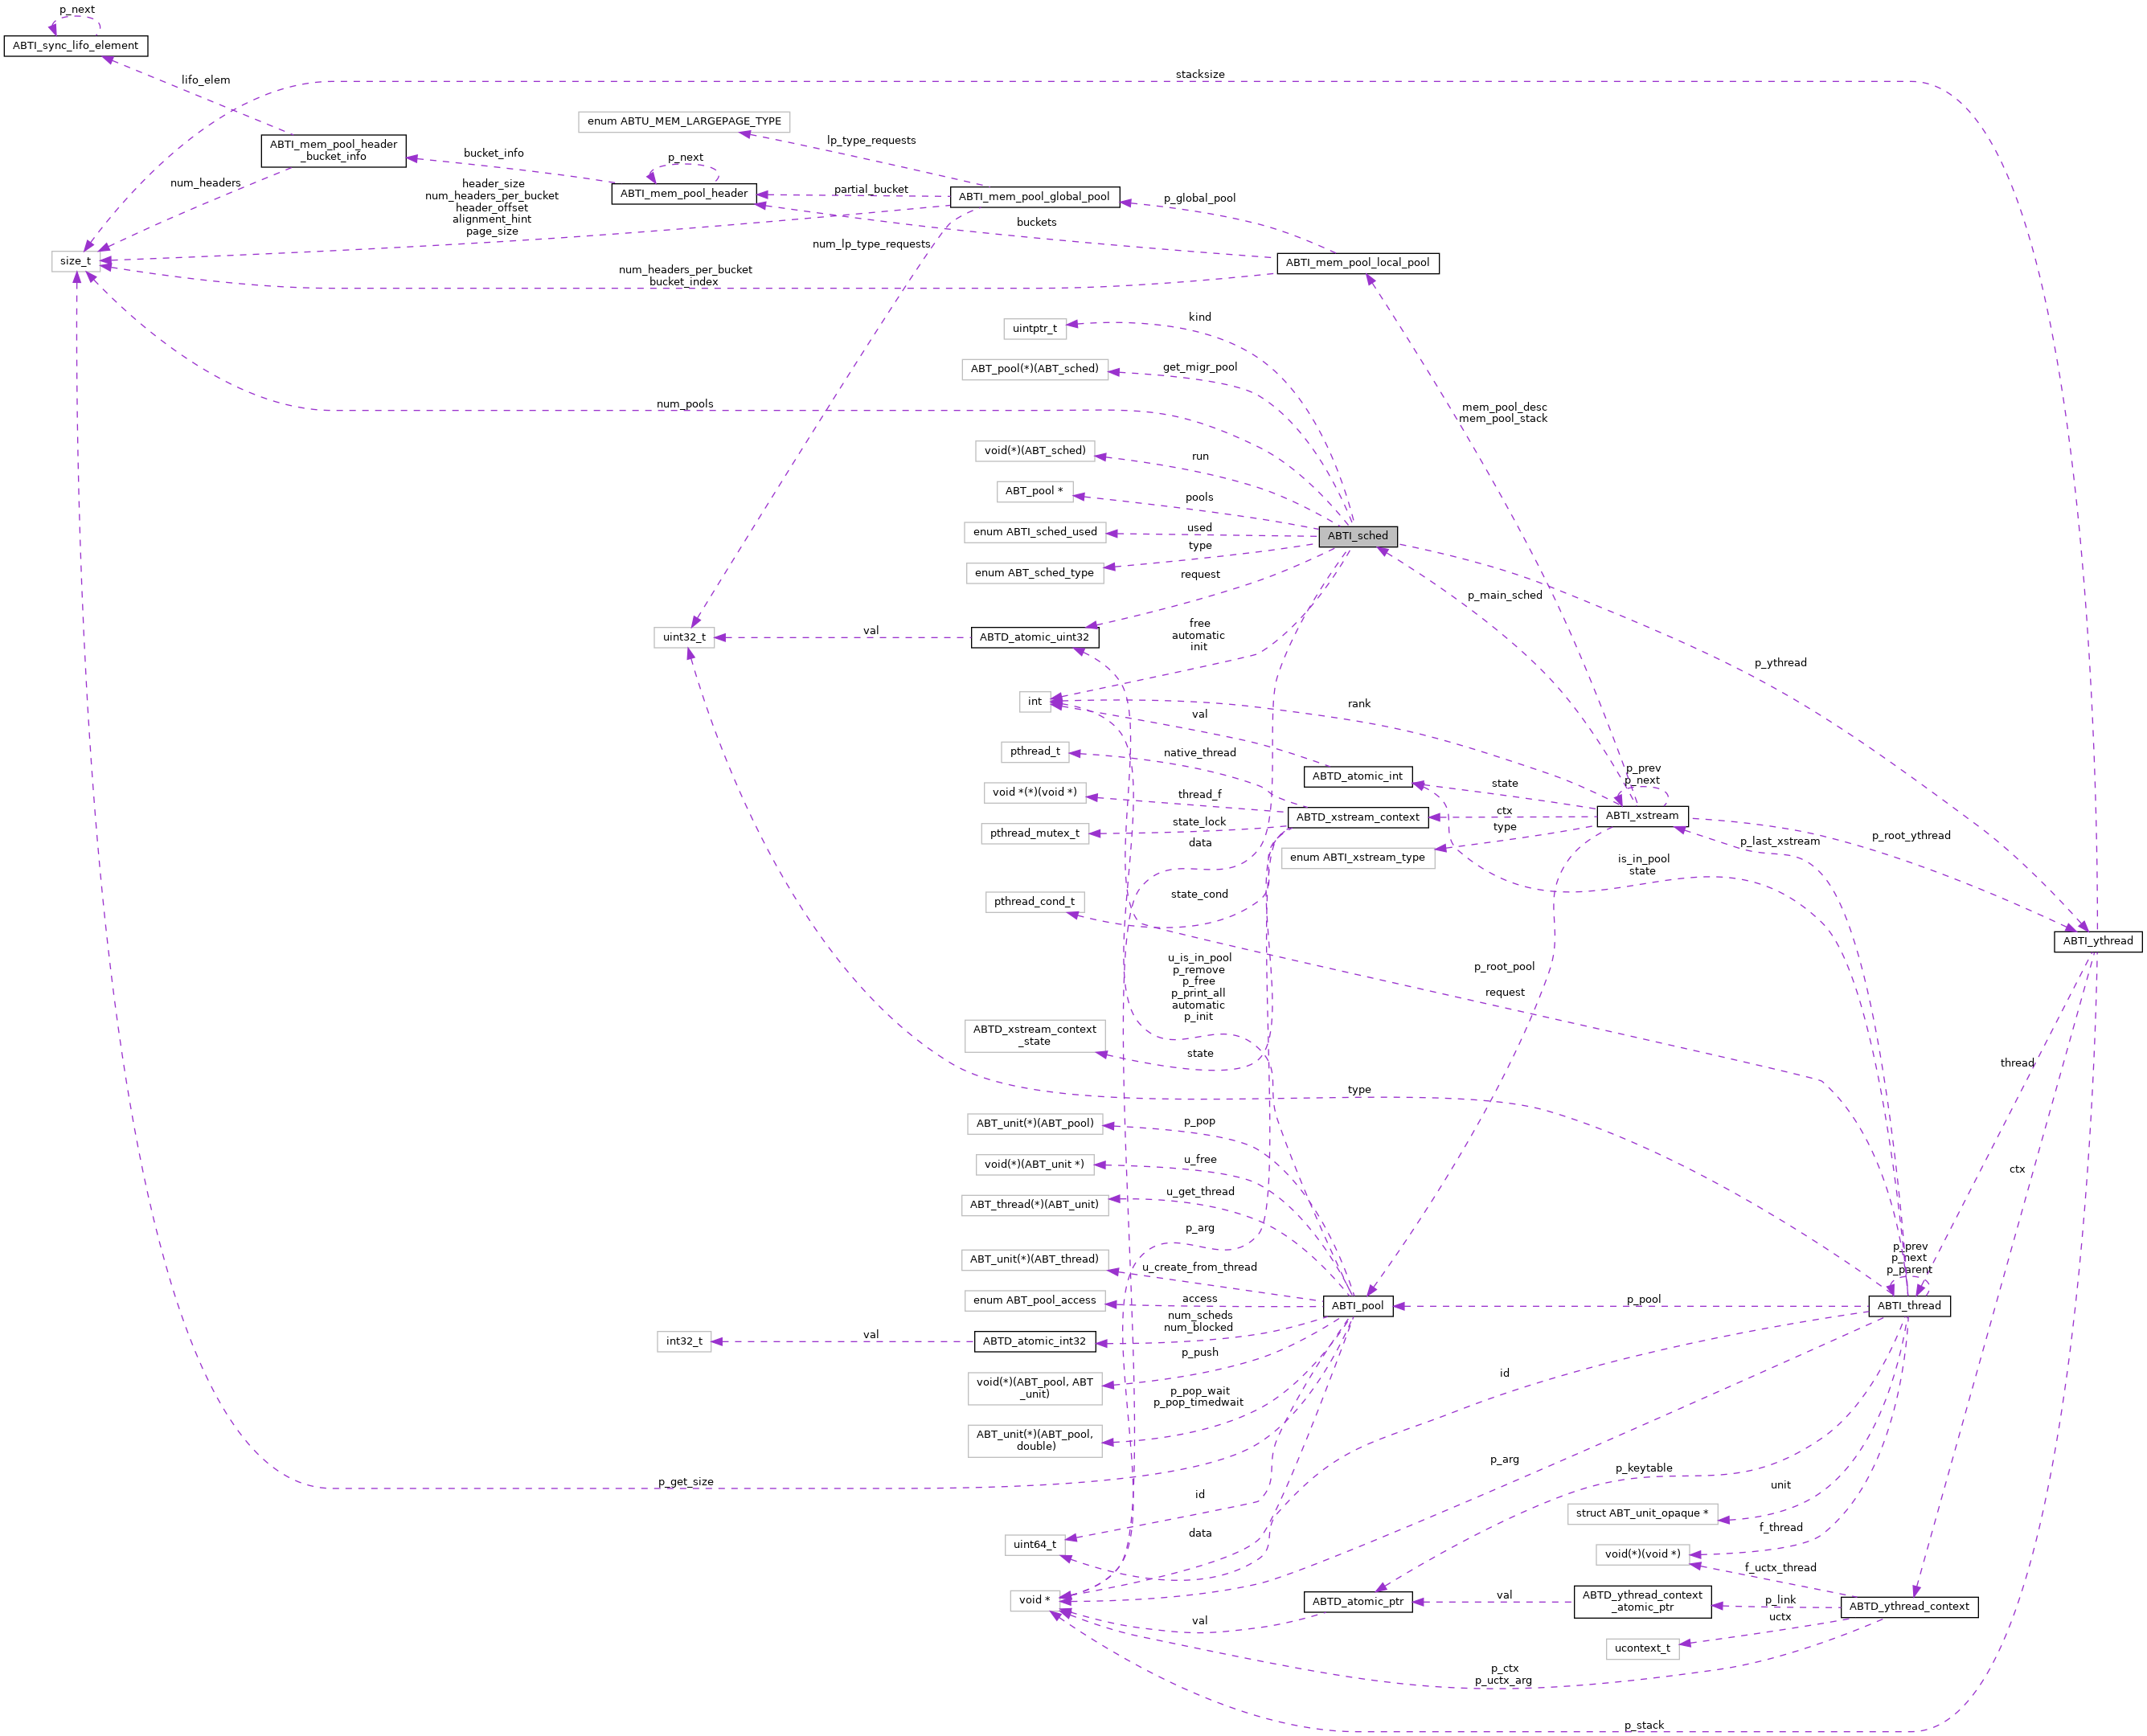 p_next
ABTI_sync_lifo_element
stacksize
lifo_elem
enum ABTU_MEM_LARGEPAGE_TYPE
lp_type_requests
ABTI_mem_pool_header
_bucket_info
bucket_info
p_next
num_headers
header_size
num_headers_per_bucket
header_offset
alignment_hint
page_size
ABTI_mem_pool_header
partial_bucket
ABTI_mem_pool_global_pool
p_global_pool
buckets
num_lp_type_requests
size_t
ABTI_mem_pool_local_pool
num_headers_per_bucket
bucket_index
kind
uintptr_t
get_migr_pool
ABT_pool(*)(ABT_sched)
num_pools
mem_pool_desc
mem_pool_stack
void(*)(ABT_sched)
run
ABT_pool *
pools
enum ABTI_sched_used
used
ABTI_sched
type
enum ABT_sched_type
request
p_main_sched
free
automatic
init
uint32_t
val
ABTD_atomic_uint32
p_ythread
int
rank
val
pthread_t
native_thread
ABTD_atomic_int
state
p_prev
p_next
void *(*)(void *)
thread_f
ABTD_xstream_context
ctx
ABTI_xstream
pthread_mutex_t
state_lock
type
p_root_ythread
data
p_last_xstream
enum ABTI_xstream_type
is_in_pool
state
pthread_cond_t
state_cond
ABTI_ythread
u_is_in_pool
p_remove
p_free
p_print_all
automatic
p_init
p_root_pool
request
ABTD_xstream_context
_state
state
thread
type
ABT_unit(*)(ABT_pool)
p_pop
void(*)(ABT_unit *)
u_free
ctx
ABT_thread(*)(ABT_unit)
u_get_thread
p_arg
ABT_unit(*)(ABT_thread)
u_create_from_thread
p_prev
p_next
p_parent
enum ABT_pool_access
access
ABTI_pool
p_pool
ABTI_thread
num_scheds
num_blocked
int32_t
val
ABTD_atomic_int32
p_push
id
void(*)(ABT_pool, ABT
_unit)
p_pop_wait
p_pop_timedwait
ABT_unit(*)(ABT_pool,
double)
p_arg
p_keytable
p_get_size
unit
id
struct ABT_unit_opaque *
data
f_thread
uint64_t
void(*)(void *)
f_uctx_thread
void *
ABTD_atomic_ptr
val
ABTD_ythread_context
_atomic_ptr
p_link
ABTD_ythread_context
val
uctx
ucontext_t
p_ctx
p_uctx_arg
p_stack